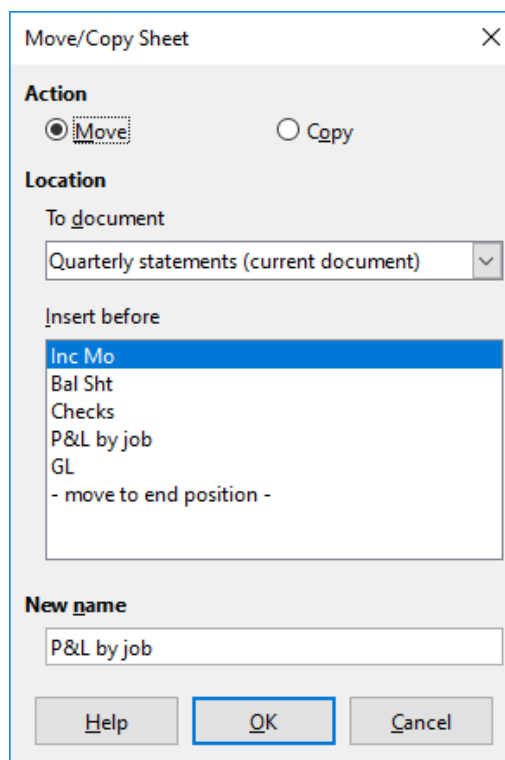 Move/Copy Sheet
Action
Move Copy
Location
To document
Quarterly statements (current document)
Insert before
Inc Mo
Bal Sht
Checks
P&L by job
GL
- move to end position -
New name
P&L by job
Help OK Cancel